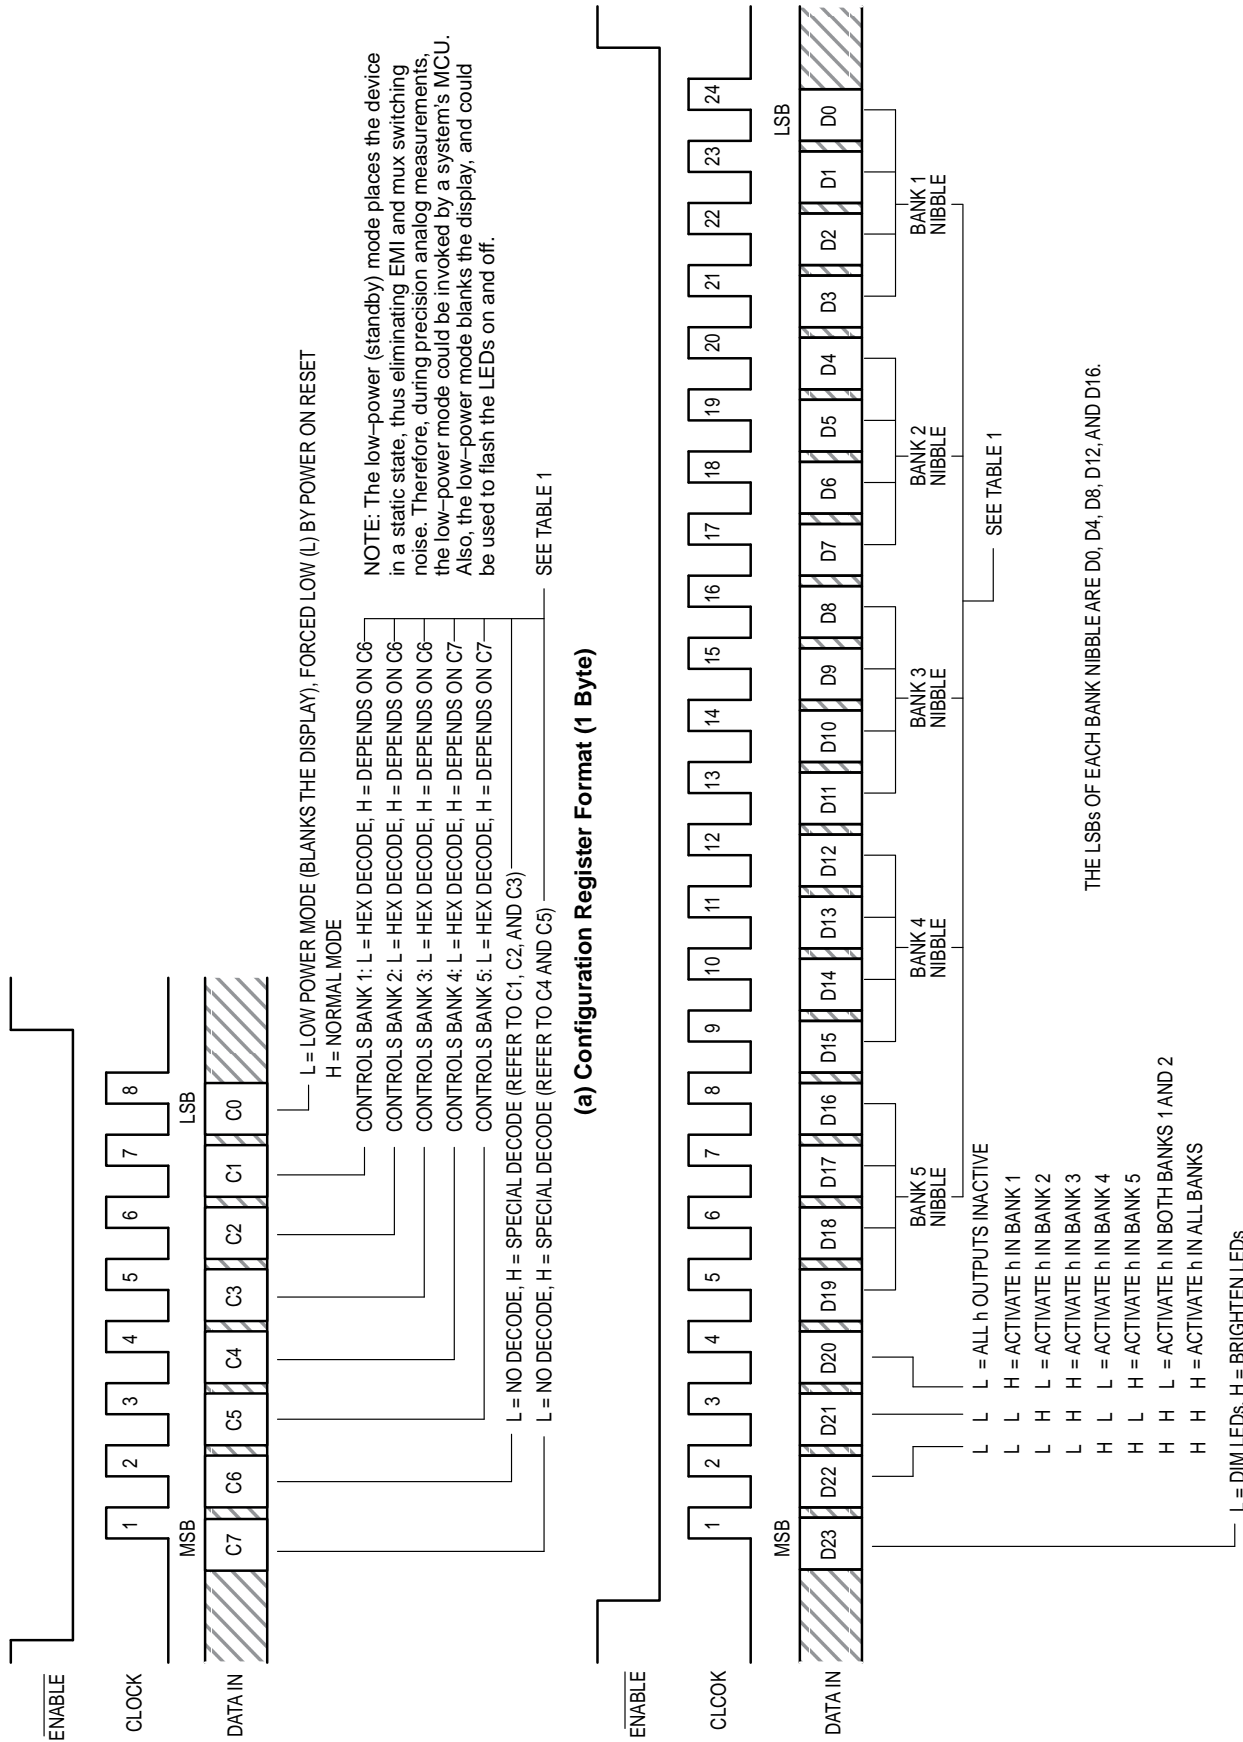 ENABLE
CLOCK
1 2 3 4 5 6 7 8
MSB
LSB
DATA IN
C7 C6 C5 C4 C3 C2 C1 C0
L = LOW POWER MODE (BLANKS THE DISPLAY), FORCED LOW (L) BY POWER ON RESET
H = NORMAL MODE
CONTROLS BANK 1: L = HEX DECODE, H = DEPENDS ON C6
CONTROLS BANK 2: L = HEX DECODE, H = DEPENDS ON C6
CONTROLS BANK 3: L = HEX DECODE, H = DEPENDS ON C6
CONTROLS BANK 4: L = HEX DECODE, H = DEPENDS ON C7
CONTROLS BANK 5: L = HEX DECODE, H = DEPENDS ON C7
L = NO DECODE, H = SPECIAL DECODE (REFER TO C1, C2, AND C3)
L = NO DECODE, H = SPECIAL DECODE (REFER TO C4 AND C5)
SEE TABLE 1
NOTE: The low–power (standby) mode places the device
in a static state, thus eliminating EMI and mux switching
noise. Therefore, during precision analog measurements,
the low–power mode could be invoked by a system's MCU.
Also, the low–power mode blanks the display, and could
be used to flash the LEDs on and off.
(a) Configuration Register Format (1 Byte)
ENABLE
CLCOK
1 2 3 4 5 6 7 8 9 10 11 12 13 14 15 16 17 18 19 20 21 22 23 24
MSB
LSB
DATA IN
D23 D22 D21 D20 D19 D18 D17 D16 D15 D14 D13 D12 D11 D10 D9 D8 D7 D6 D5 D4 D3 D2 D1 D0
BANK 5
NIBBLE
BANK 4
NIBBLE
BANK 3
NIBBLE
BANK 2
NIBBLE
BANK 1
NIBBLE
SEE TABLE 1
L L L = ALL h OUTPUTS INACTIVE
L L H = ACTIVATE h IN BANK 1
L H L = ACTIVATE h IN BANK 2
L H H = ACTIVATE h IN BANK 3
H L L = ACTIVATE h IN BANK 4
H L H = ACTIVATE h IN BANK 5
H H L = ACTIVATE h IN BOTH BANKS 1 AND 2
H H H = ACTIVATE h IN ALL BANKS
THE LSBs OF EACH BANK NIBBLE ARE D0, D4, D8, D12, AND D16.
L = DIM LEDs, H = BRIGHTEN LEDs